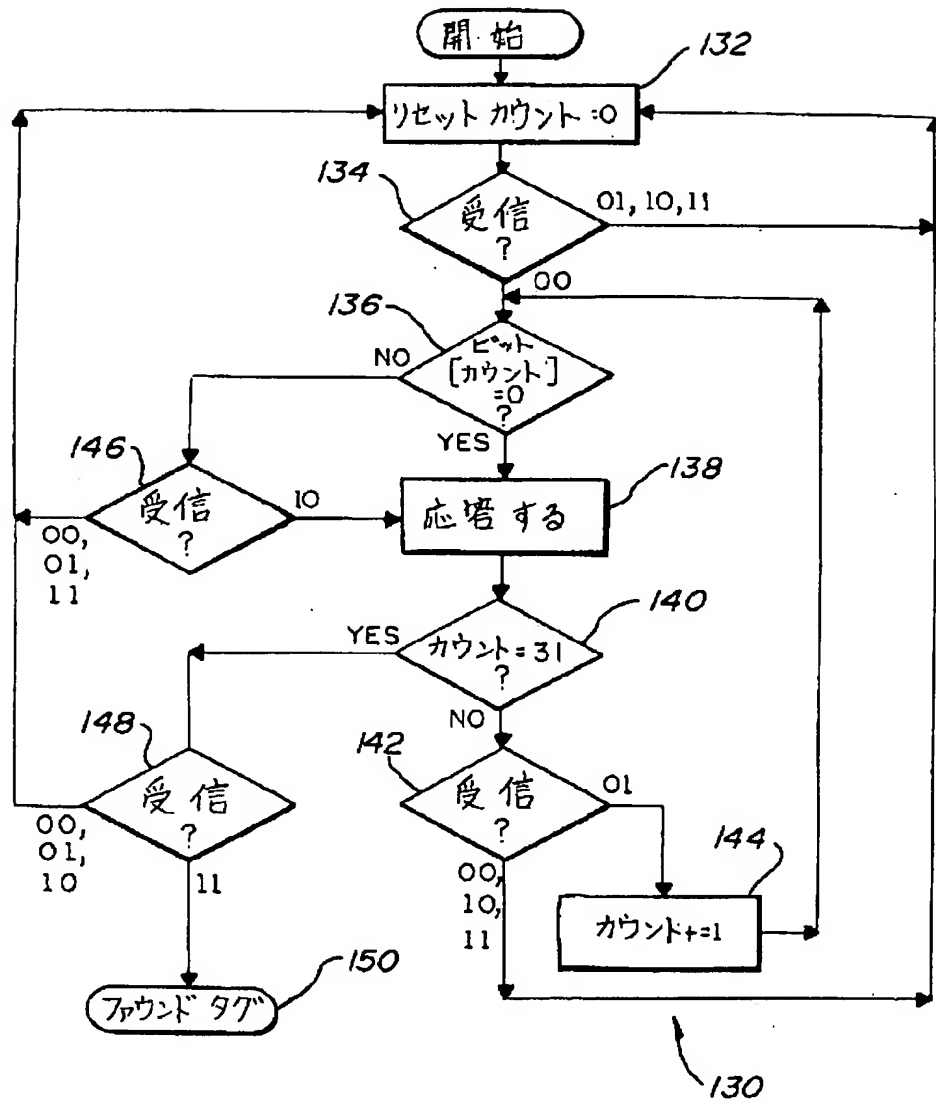 開始
132
リセット カウント=0
134
受信
?
01, 10, 11
00
136
ビット
[カウント]
=0
?
NO
YES
146
受信
?
10
00,
01,
11
138
応答する
140
カウント=31
?
YES
NO
148
受信
?
00,
01,
10
11
142
受信
?
01
00,
10,
11
144
カウント+=1
ファウンド タグ
150
130